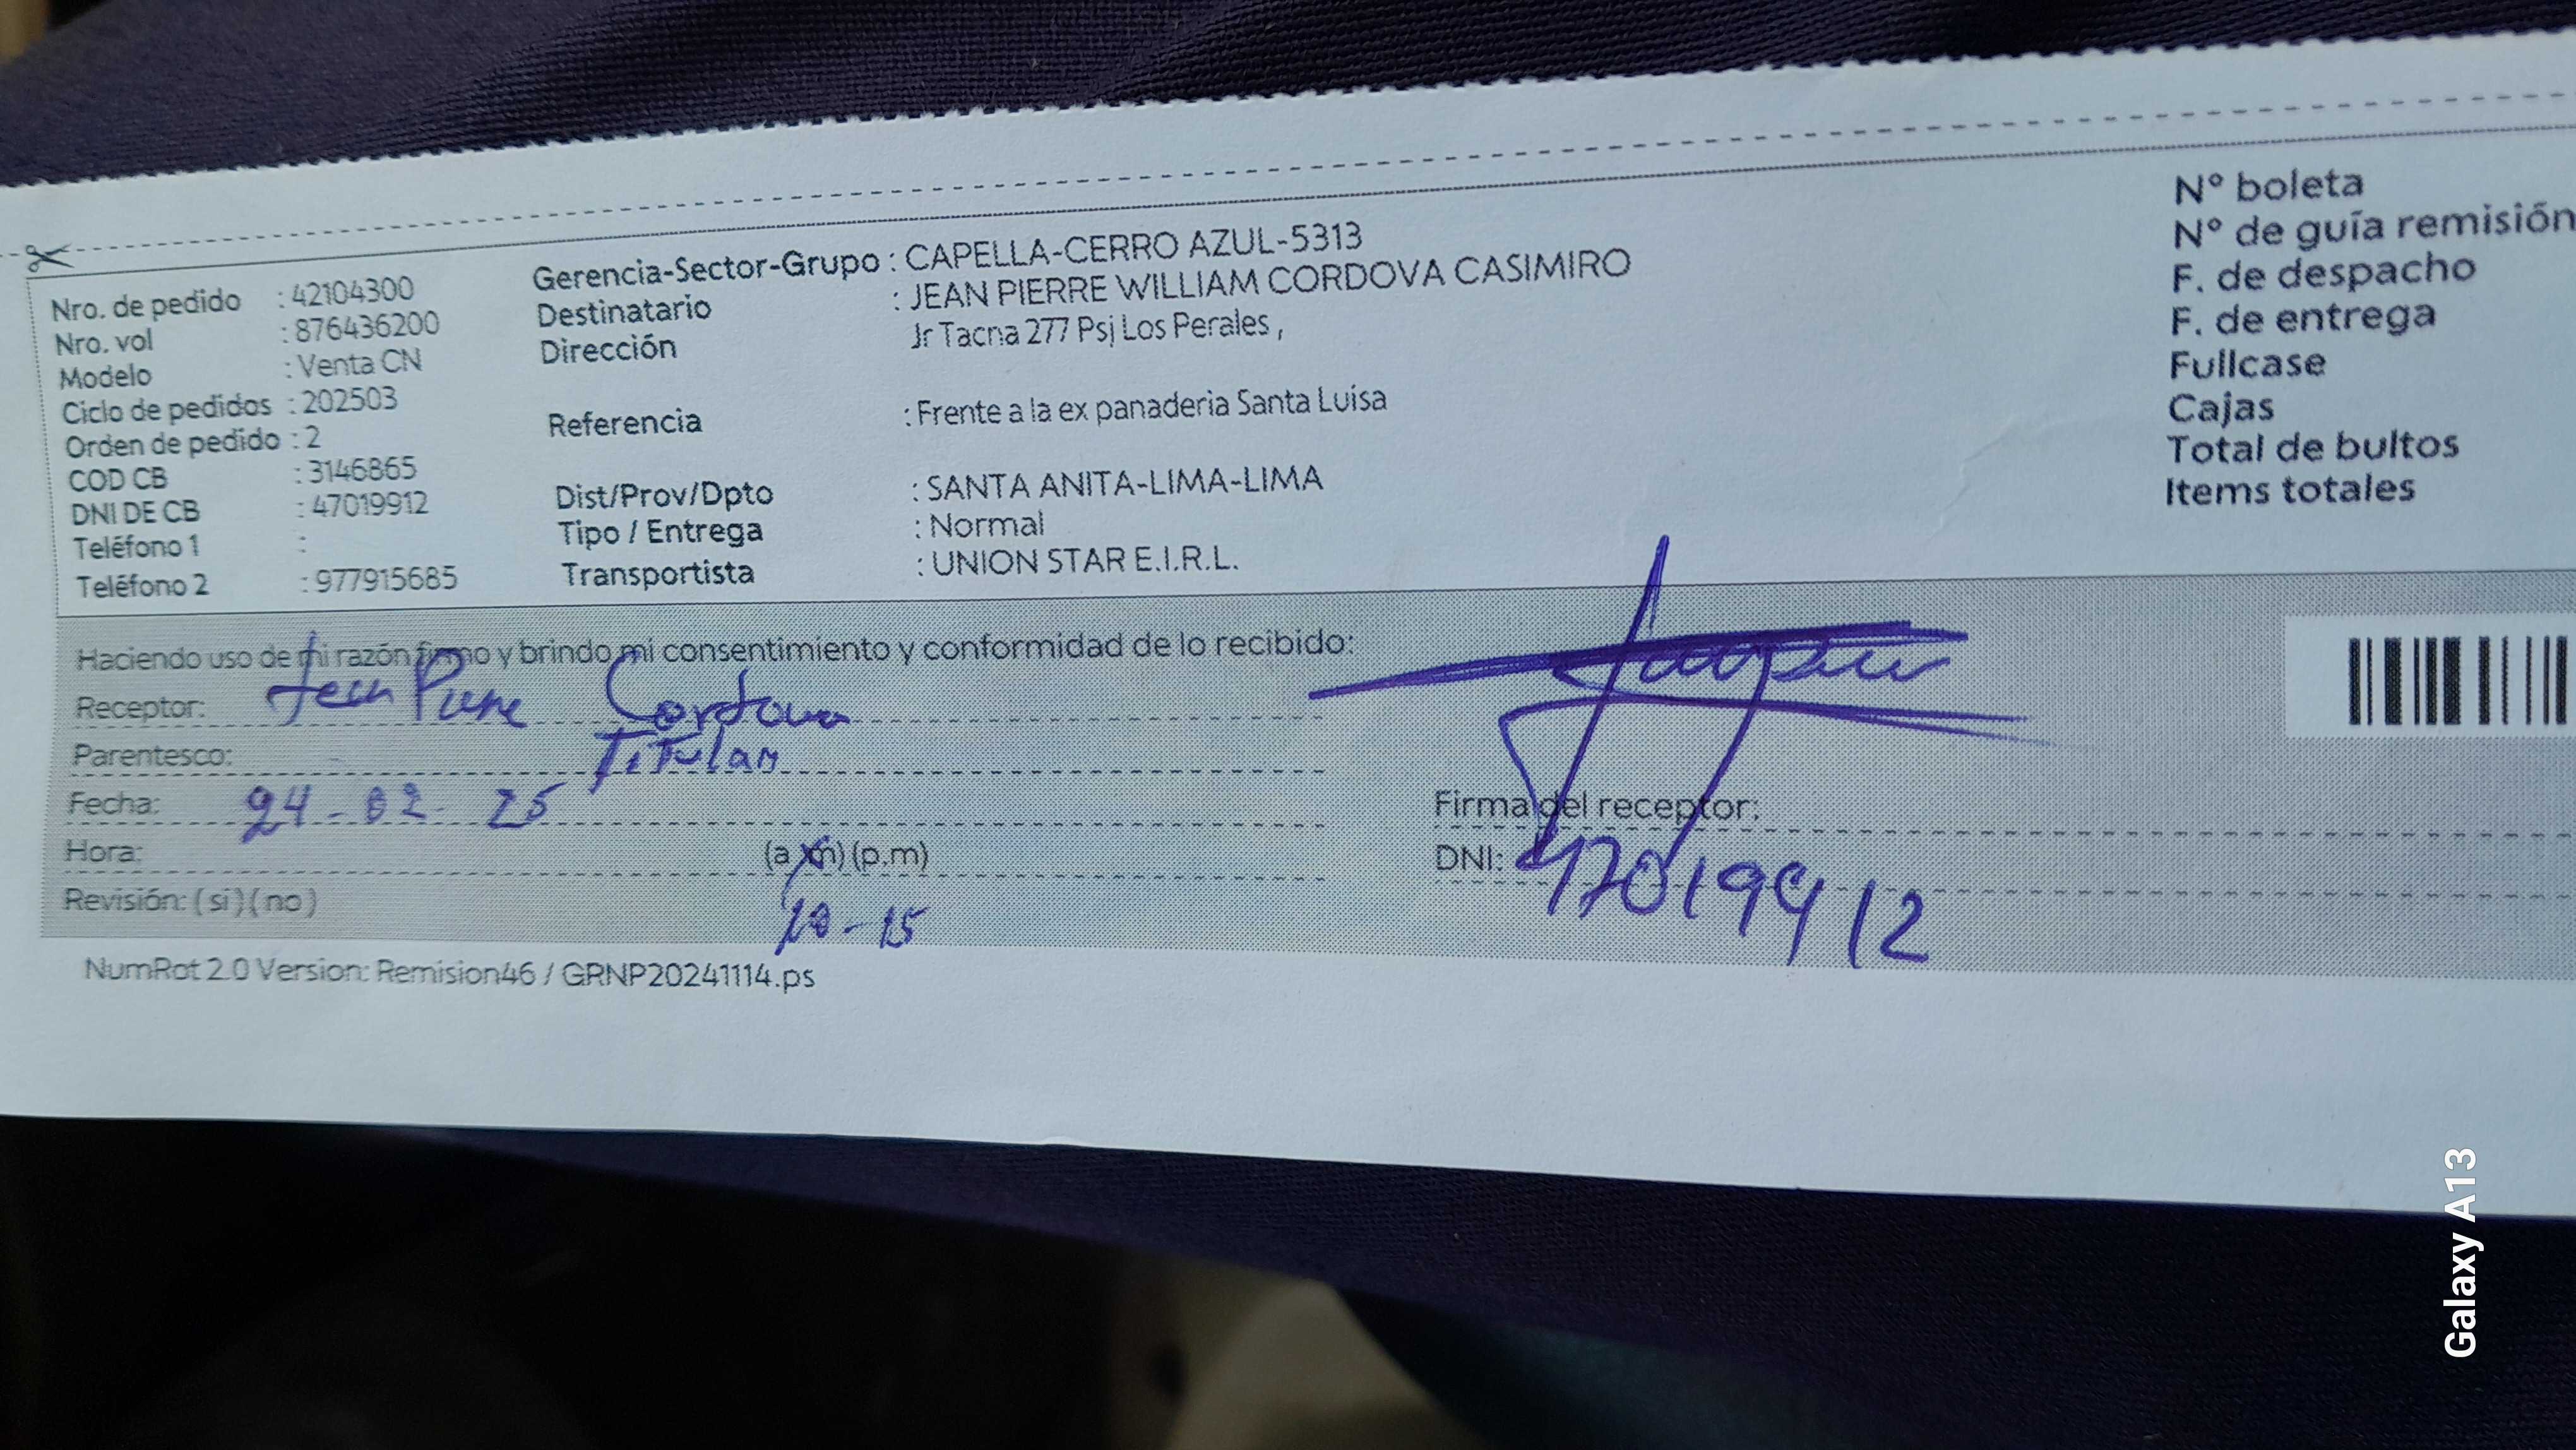 Nro. de pedido : 42104300
Nro. vol : 876436200
Modelo : Venta CN
Ciclo de pedidos : 202503
Orden de pedido : 2
COD CB : 3146865
DNI DE CB : 47019912
Teléfono 1 :
Teléfono 2 : 977915685
Gerencia-Sector-Grupo : CAPELLA-CERRO AZUL-5313
Destinatario : JEAN PIERRE WILLIAM CORDOVA CASIMIRO
Dirección Jr Tacna 277 Psj Los Perales ,
Referencia : Frente a la ex panaderia Santa Luísa
Dist/Prov/Dpto : SANTA ANITA-LIMA-LIMA
Tipo / Entrega : Normal
Transportista : UNION STAR E.I.R.L.
N° boleta
N° de guía remisión
F. de despacho
F. de entrega
Fullcase
Cajas
Total de bultos
Items totales
Haciendo uso de mi razón firmo y brindo mi consentimiento y conformidad de lo recibido:
Receptor: Jean Pierre Cordova
Parentesco: Titular
Fecha: 24-02-25
Hora: (a.m) (p.m)
10-15
Revisión: (si) (no)
Firma del receptor:
DNI: 47019912
NumRot 2.0 Version: Remision46 / GRNP20241114.ps
Galaxy A13